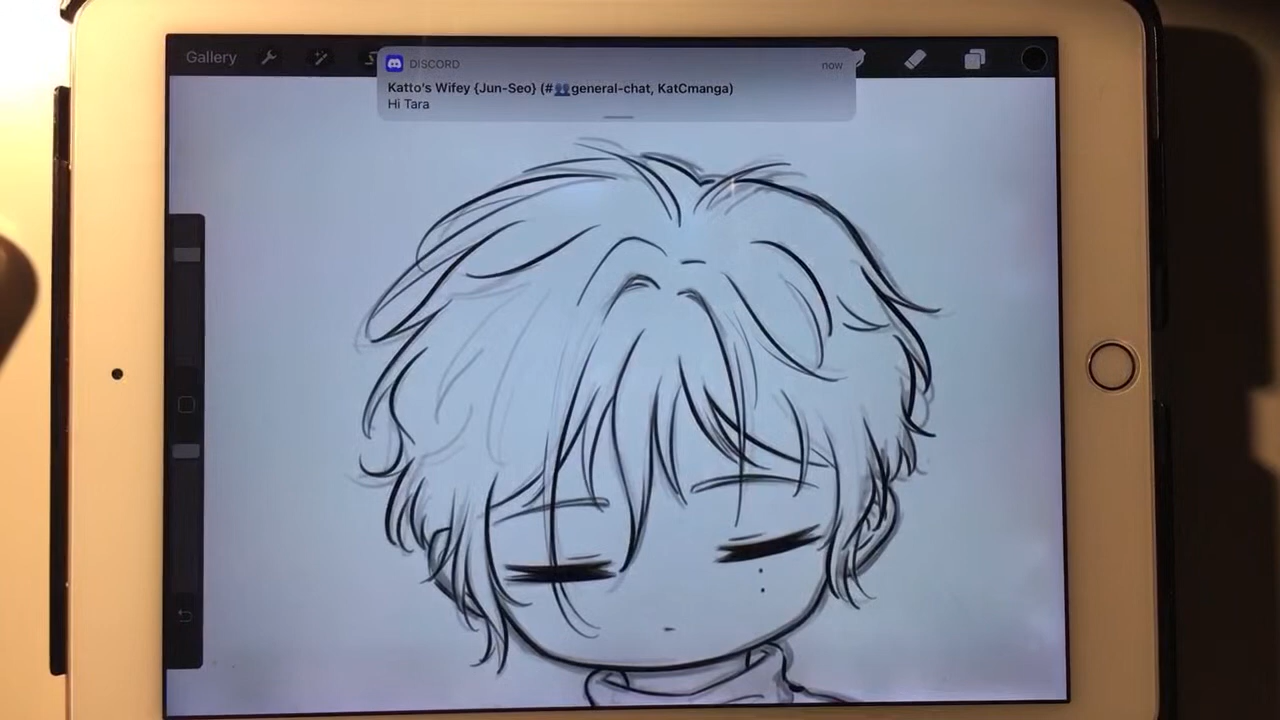 Gallery
DISCORD
now
Katto's Wifey {Jun-Seo} (#👥general-chat, KatCmanga)
Hi Tara